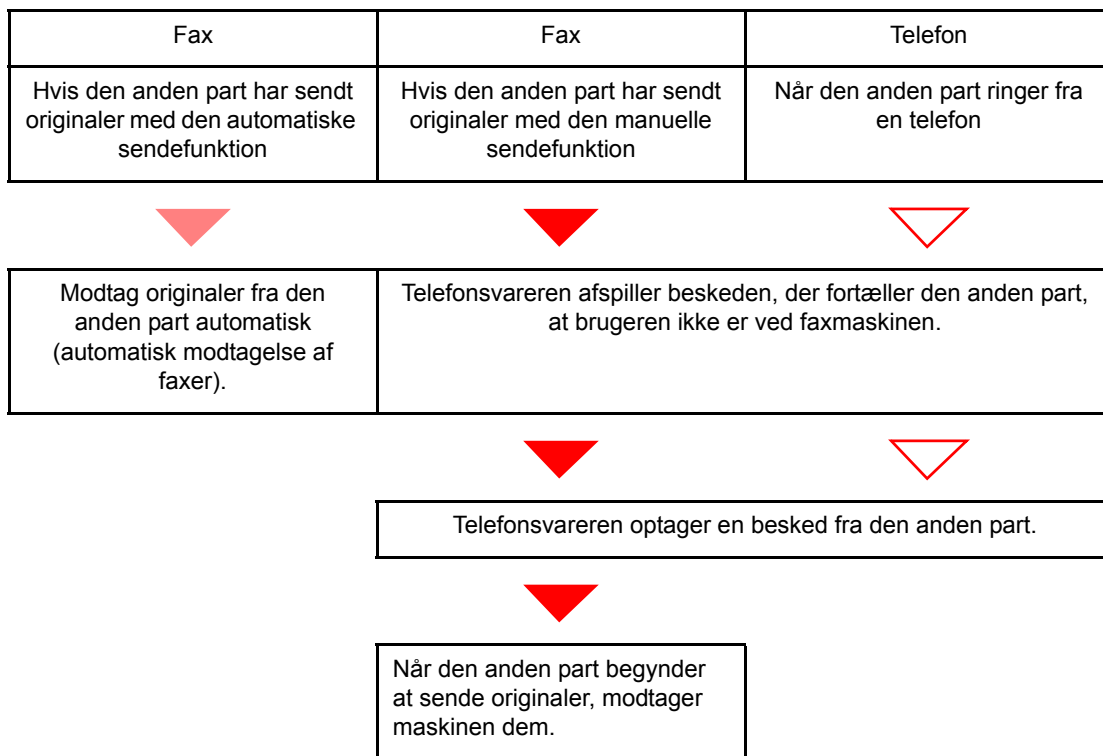 Fax
Fax
Telefon
Hvis den anden part har sendt
originaler med den automatiske
sendefunktion
Hvis den anden part har sendt
originaler med den manuelle
sendefunktion
Når den anden part ringer fra
en telefon
Modtag originaler fra den
anden part automatisk
(automatisk modtagelse af
faxer).
Telefonsvareren afspiller beskeden, der fortæller den anden part,
at brugeren ikke er ved faxmaskinen.
Telefonsvareren optager en besked fra den anden part.
Når den anden part begynder
at sende originaler, modtager
maskinen dem.